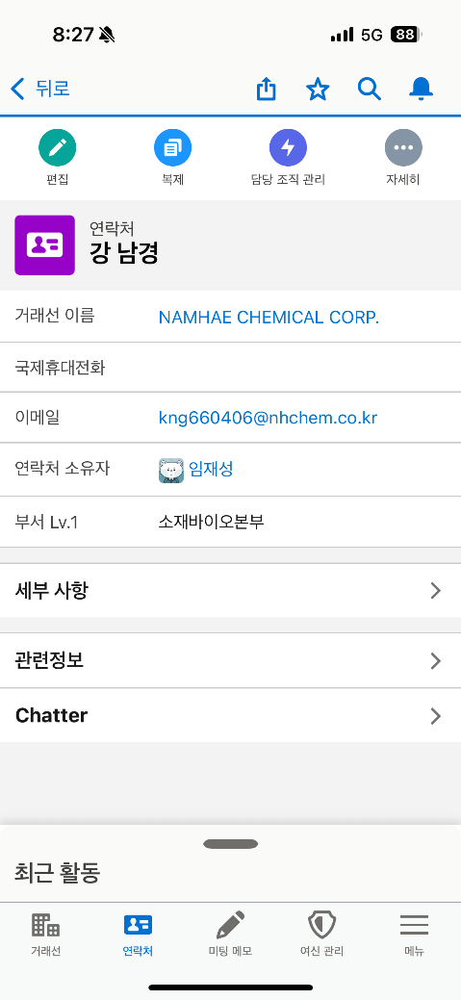 8:27
5G 88
뒤로
편집
복제
담당 조직 관리
자세히
연락처
강 남경
거래선 이름
NAMHAE CHEMICAL CORP.
국제휴대전화
이메일
kng660406@nhchem.co.kr
연락처 소유자
임재성
부서 Lv.1
소재바이오본부
세부 사항
관련정보
Chatter
최근 활동
거래선
연락처
미팅 메모
여신 관리
메뉴